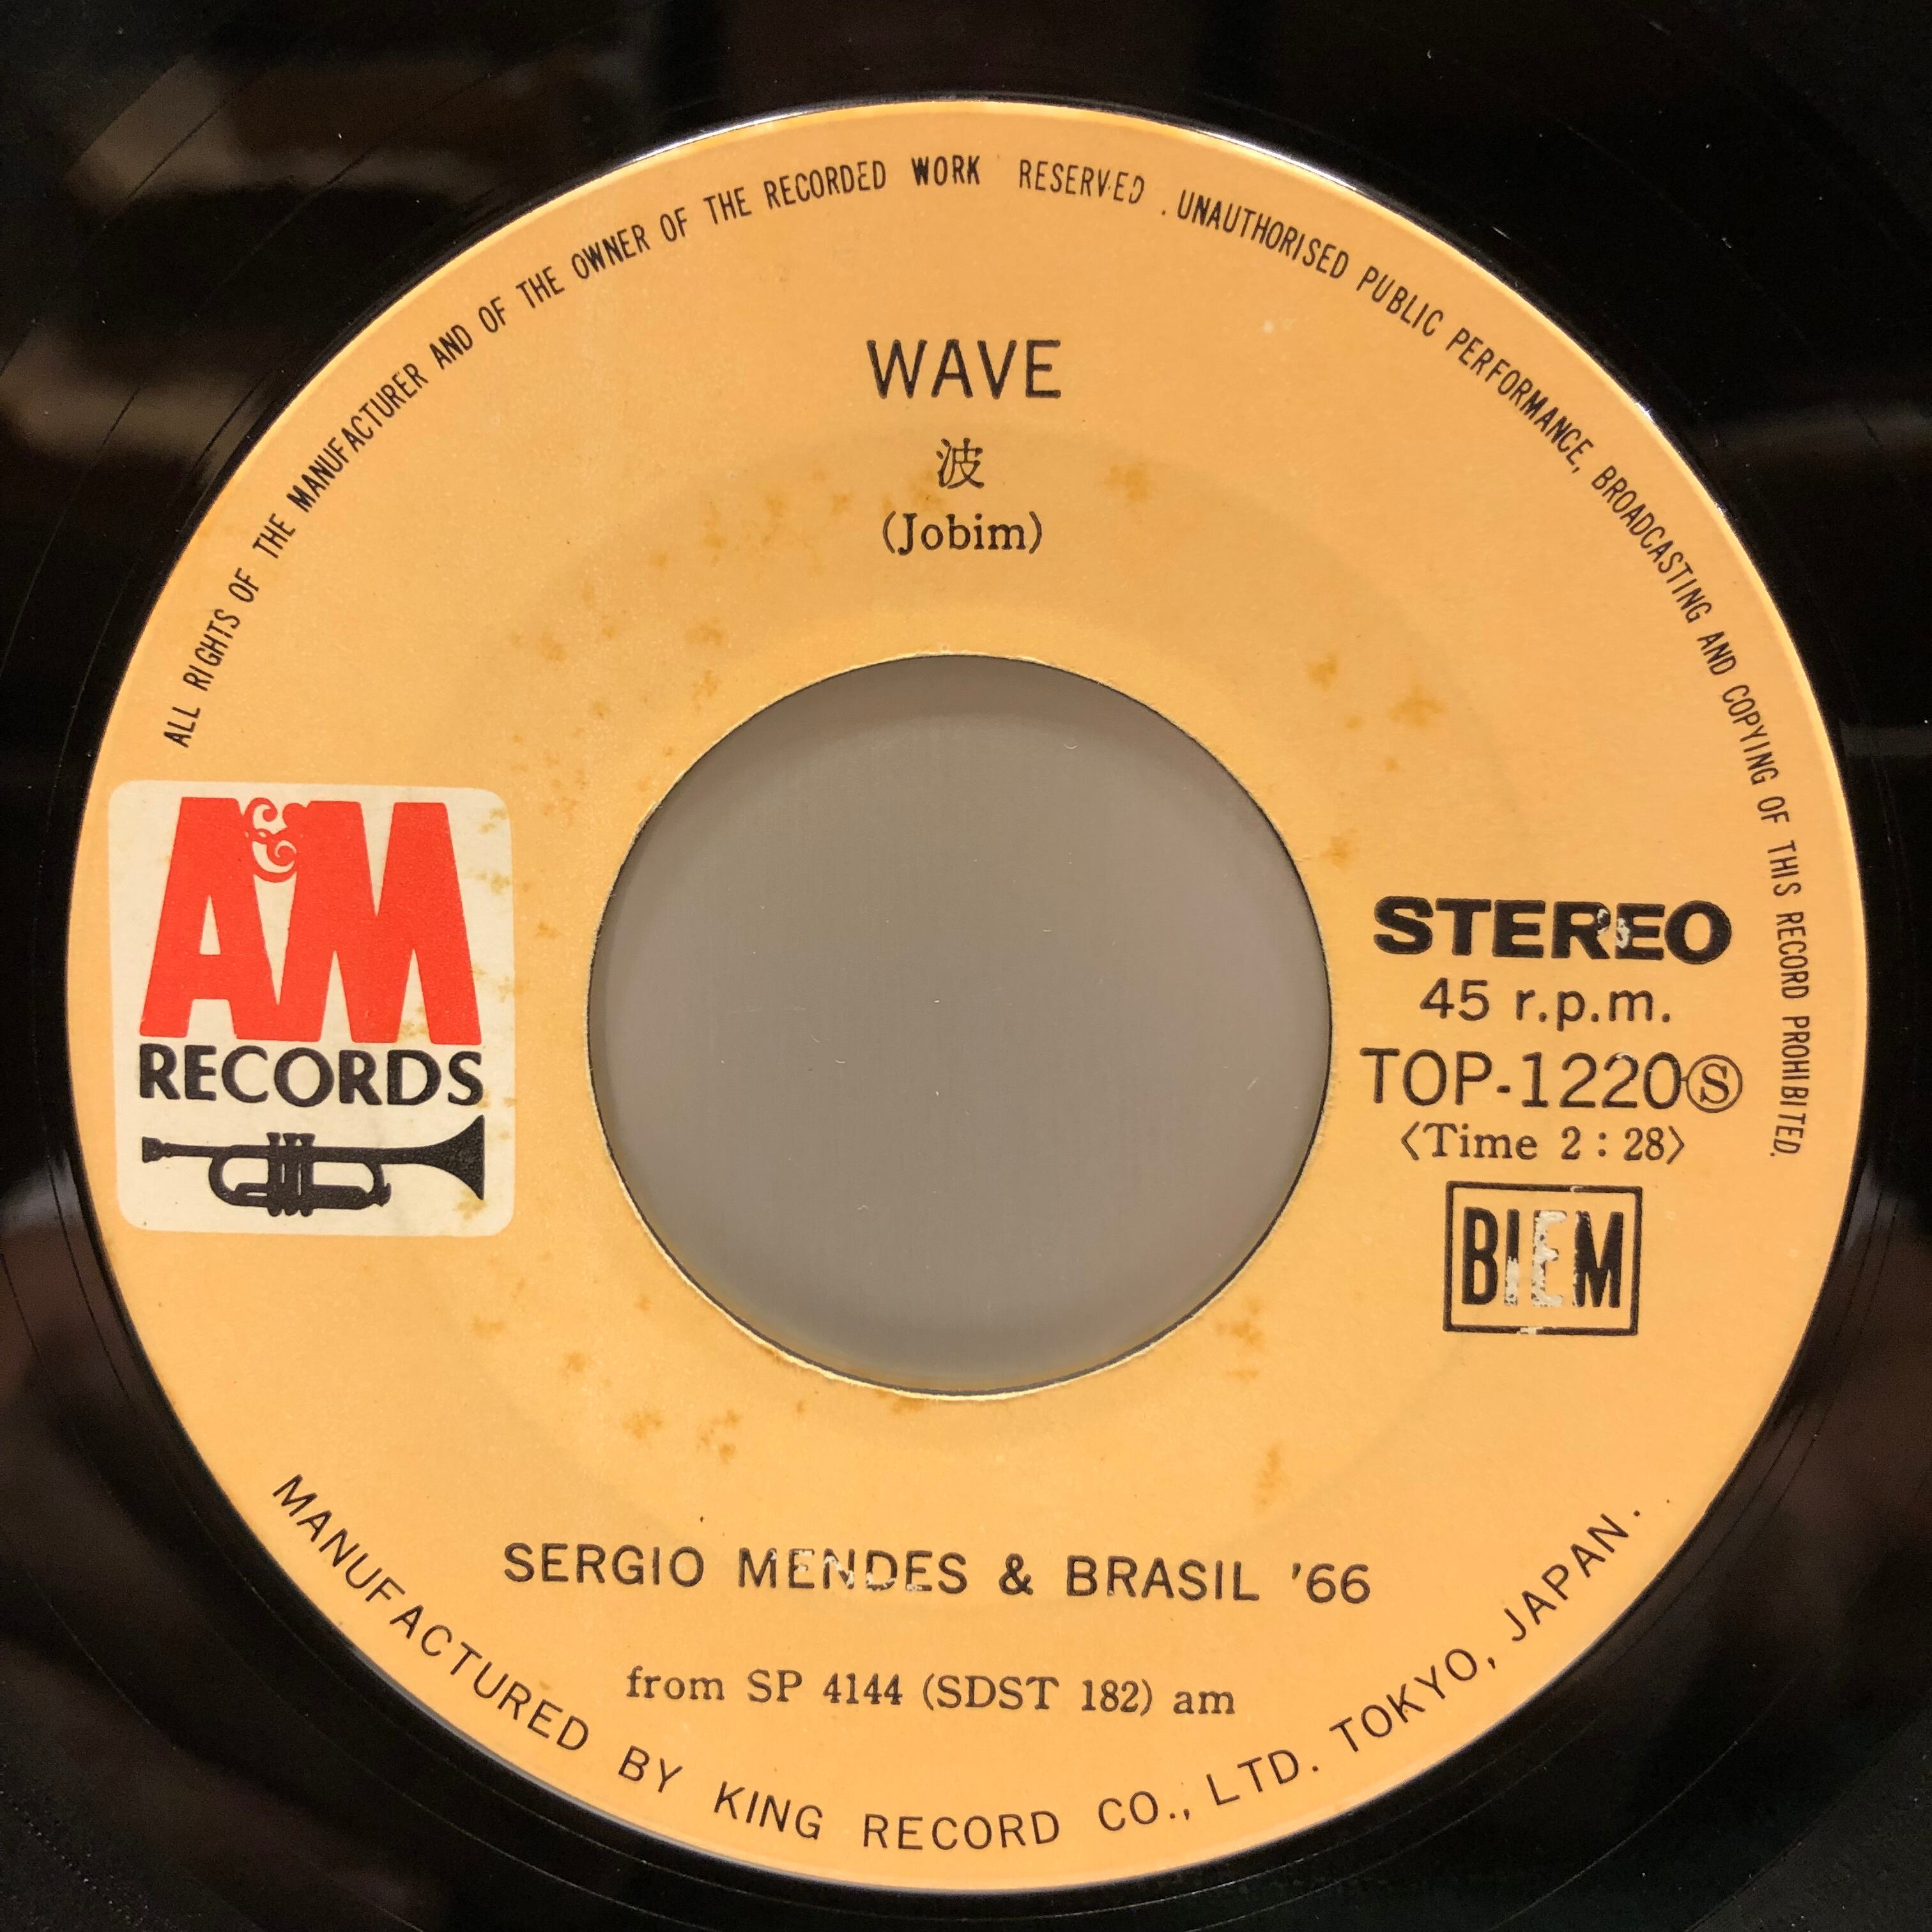 ALL RIGHTS OF THE MANUFACTURER AND OF THE OWNER OF THE RECORDED WORK RESERVED . UNAUTHORISED PUBLIC PERFORMANCE, BROADCASTING AND COPYING OF THIS RECORD PROHIBITED.
WAVE
波
(Jobim)
A&M
RECORDS
STEREO
45 r.p.m.
TOP-1220Ⓢ
〈Time 2:28〉
BIEM
SERGIO MENDES & BRASIL '66
from SP 4144 (SDST 182) am
MANUFACTURED BY KING RECORD CO., LTD. TOKYO, JAPAN.